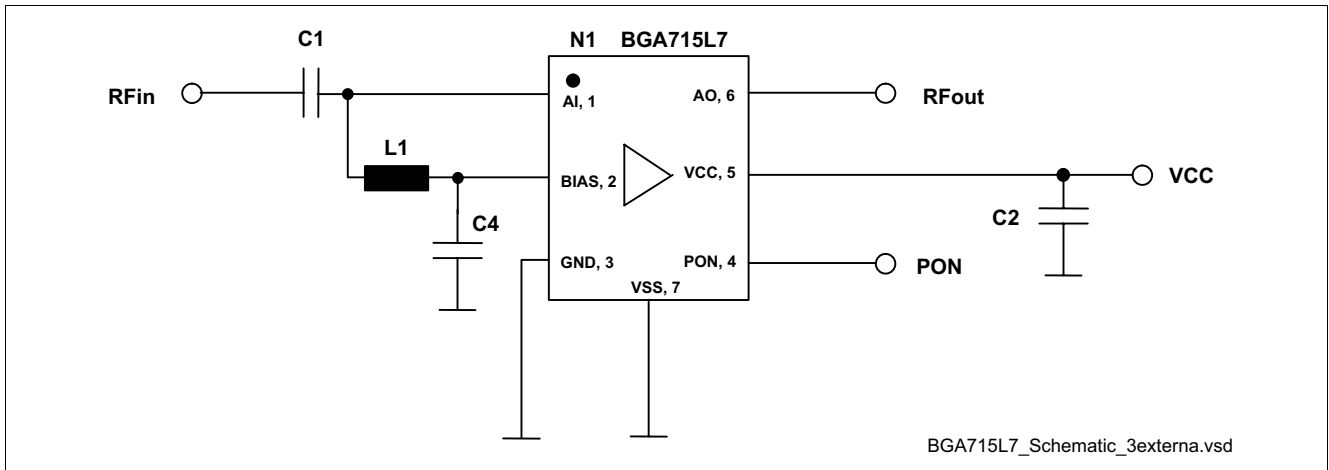 C1
N1 BGA715L7
RFin
AI, 1
AO, 6
RFout
L1
BIAS, 2
VCC, 5
VCC
C4
C2
GND, 3
PON, 4
PON
VSS, 7
BGA715L7_Schematic_3externa.vsd